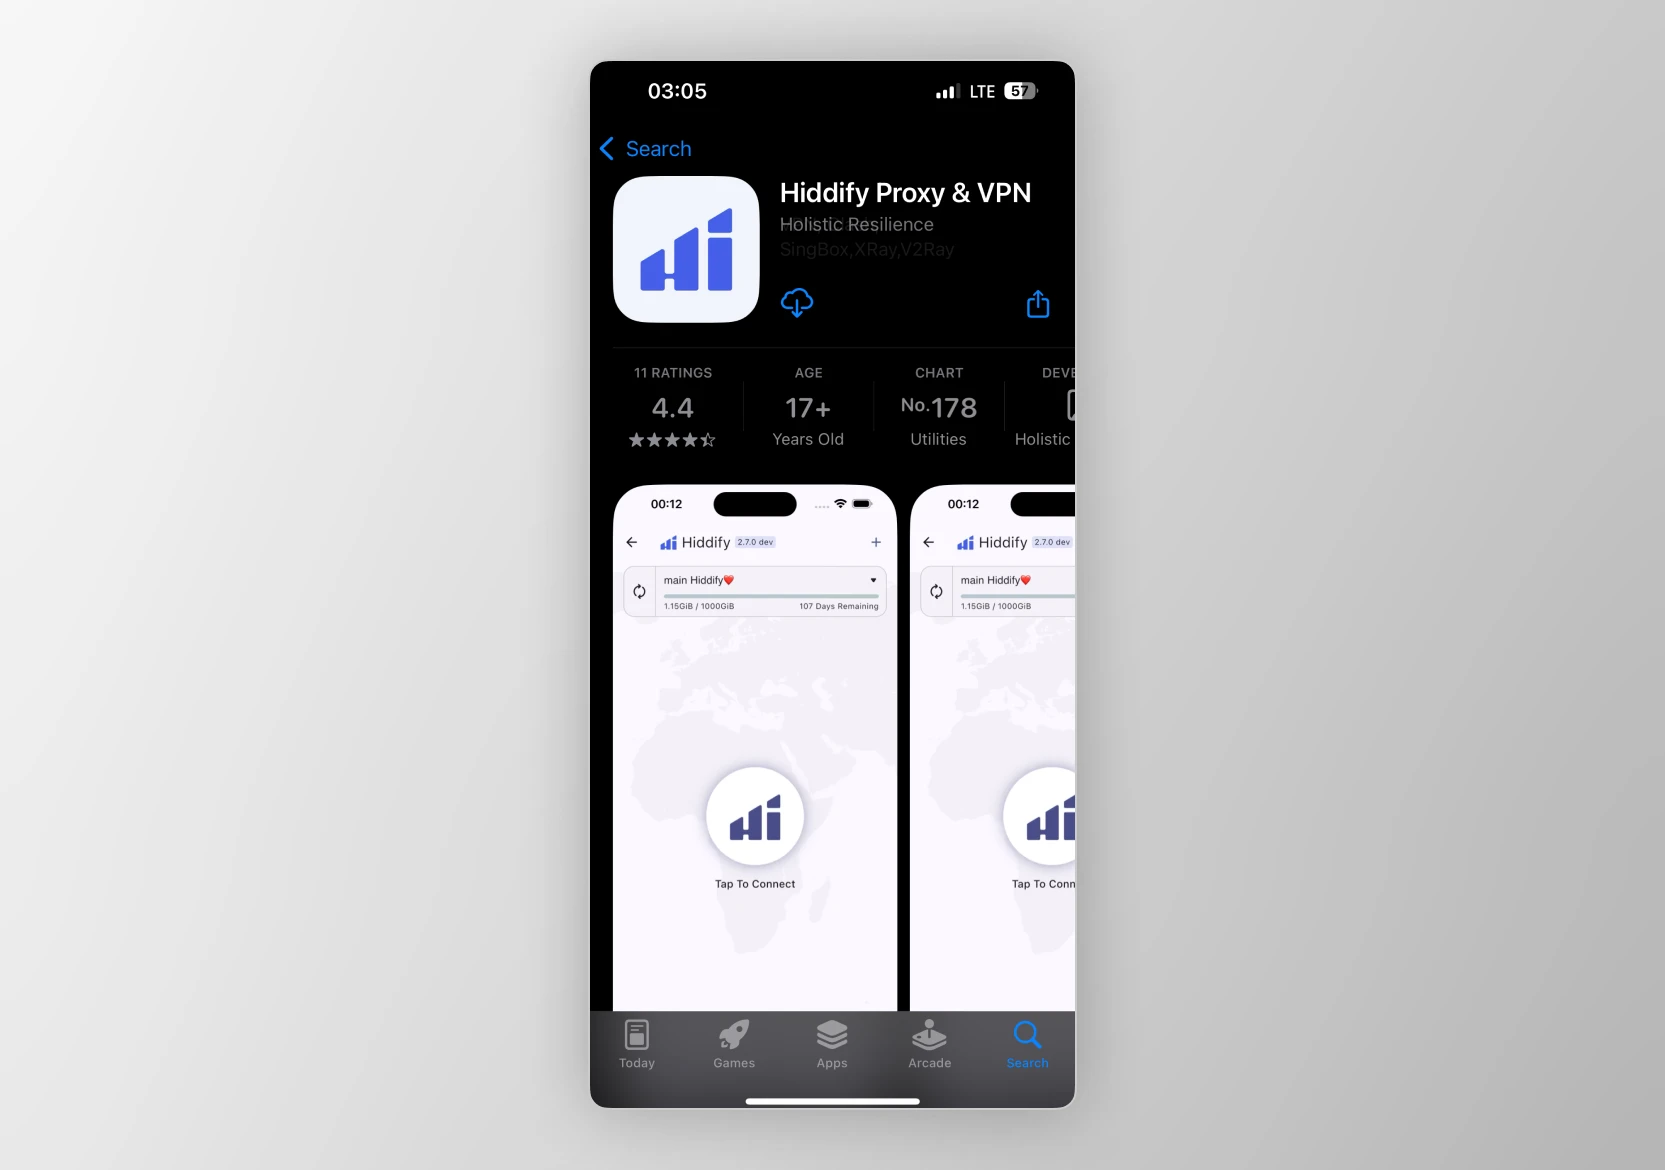 03:05
LTE 57
Search
Hiddify Proxy & VPN
Holistic Resilience
SingBox,XRay,V2Ray
11 RATINGS
AGE
CHART
DEVE
4.4
17+
No.178
Years Old
Utilities
Holistic
00:12
00:12
Hiddify 2.7.0 dev
Hiddify 2.7.0 dev
main Hiddify❤️
main Hiddify❤️
1.15GiB / 1000GiB
107 Days Remaining
1.15GiB / 1000GiB
Tap To Connect
Tap To Conn
Today
Games
Apps
Arcade
Search